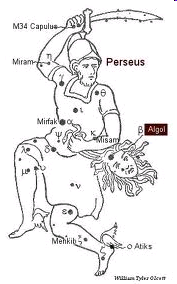 M34 Capulus
Perseus
Miram η
γ
θ
ι
Mirfak α
ψ
κ
Misam
β Algol
λ
μ
ν
ε
Menkib
ζ
ο Atiks
William Tyler Olcott